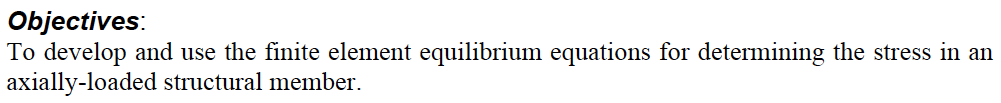 Objectives:
To develop and use the finite element equilibrium equations for determining the stress in an
axially-loaded structural member.